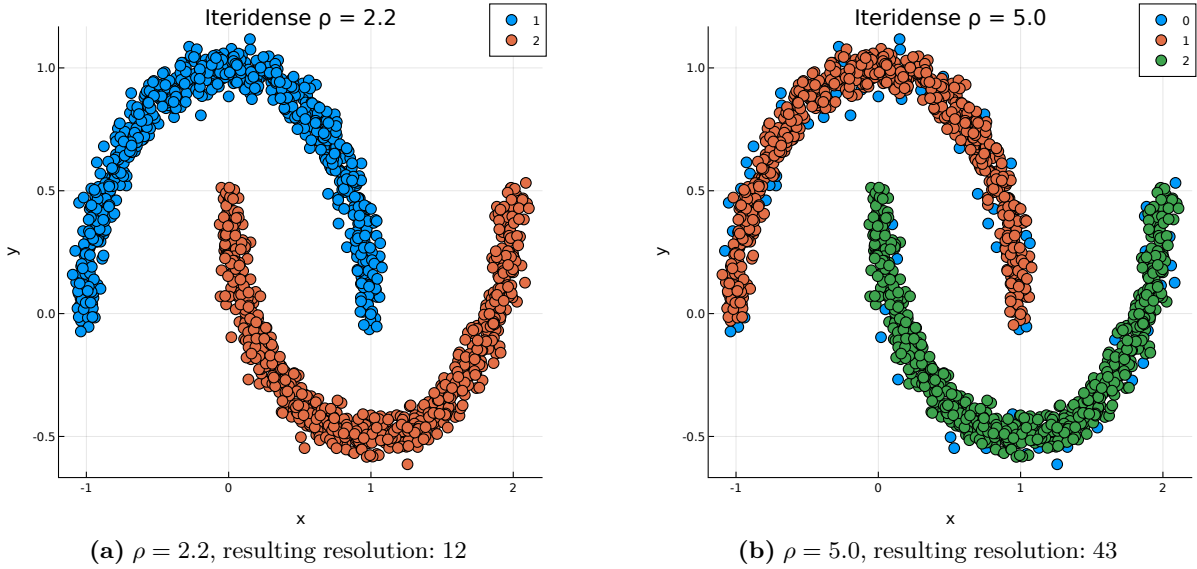 Iteridense ρ = 2.2
1
2
1.0
0.5
0.0
-0.5
y
-1
0
1
2
x
(a) ρ = 2.2, resulting resolution: 12
Iteridense ρ = 5.0
0
1
2
1.0
0.5
0.0
-0.5
y
-1
0
1
2
x
(b) ρ = 5.0, resulting resolution: 43